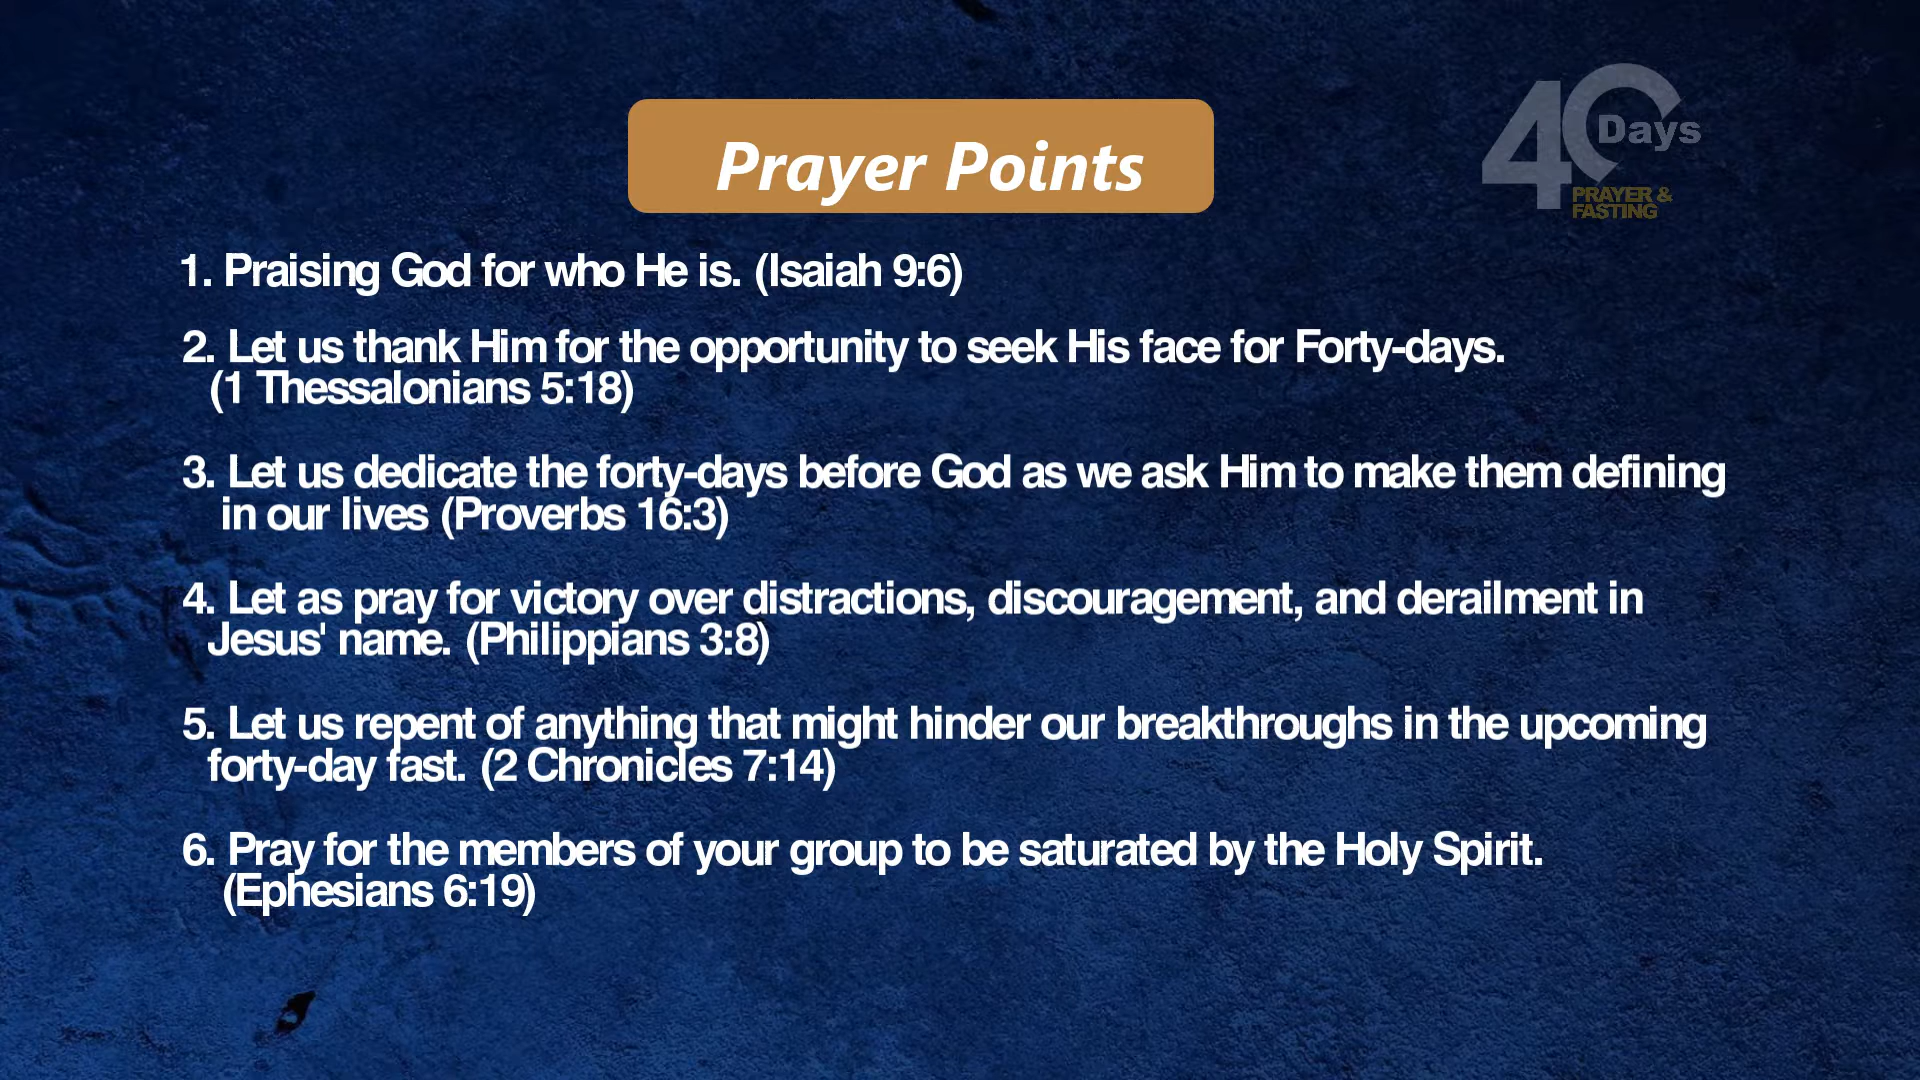 Prayer Points
40 Days
PRAYER &
FASTING
1. Praising God for who He is. (Isaiah 9:6)
2. Let us thank Him for the opportunity to seek His face for Forty-days.
(1 Thessalonians 5:18)
3. Let us dedicate the forty-days before God as we ask Him to make them defining
in our lives (Proverbs 16:3)
4. Let as pray for victory over distractions, discouragement, and derailment in
Jesus' name. (Philippians 3:8)
5. Let us repent of anything that might hinder our breakthroughs in the upcoming
forty-day fast. (2 Chronicles 7:14)
6. Pray for the members of your group to be saturated by the Holy Spirit.
(Ephesians 6:19)